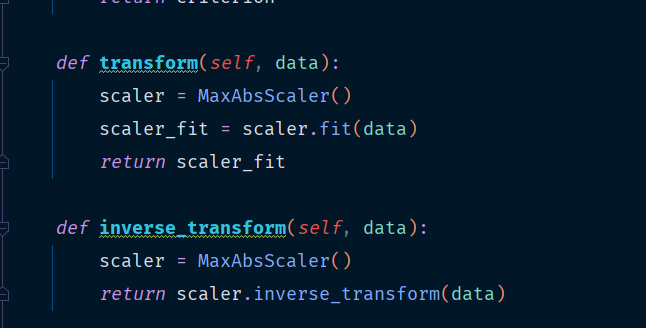 return criterion
def transform(self, data):
scaler = MaxAbsScaler()
scaler_fit = scaler.fit(data)
return scaler_fit
def inverse_transform(self, data):
scaler = MaxAbsScaler()
return scaler.inverse_transform(data)